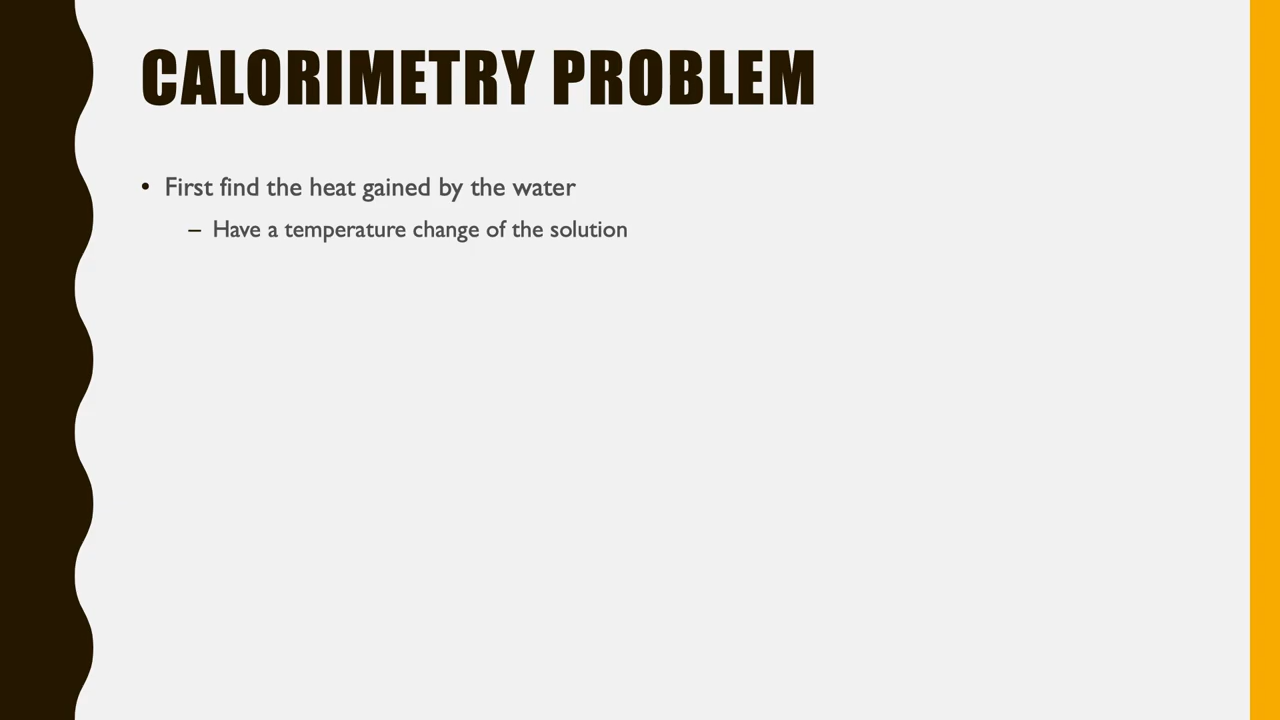 CALORIMETRY PROBLEM
• First find the heat gained by the water
– Have a temperature change of the solution